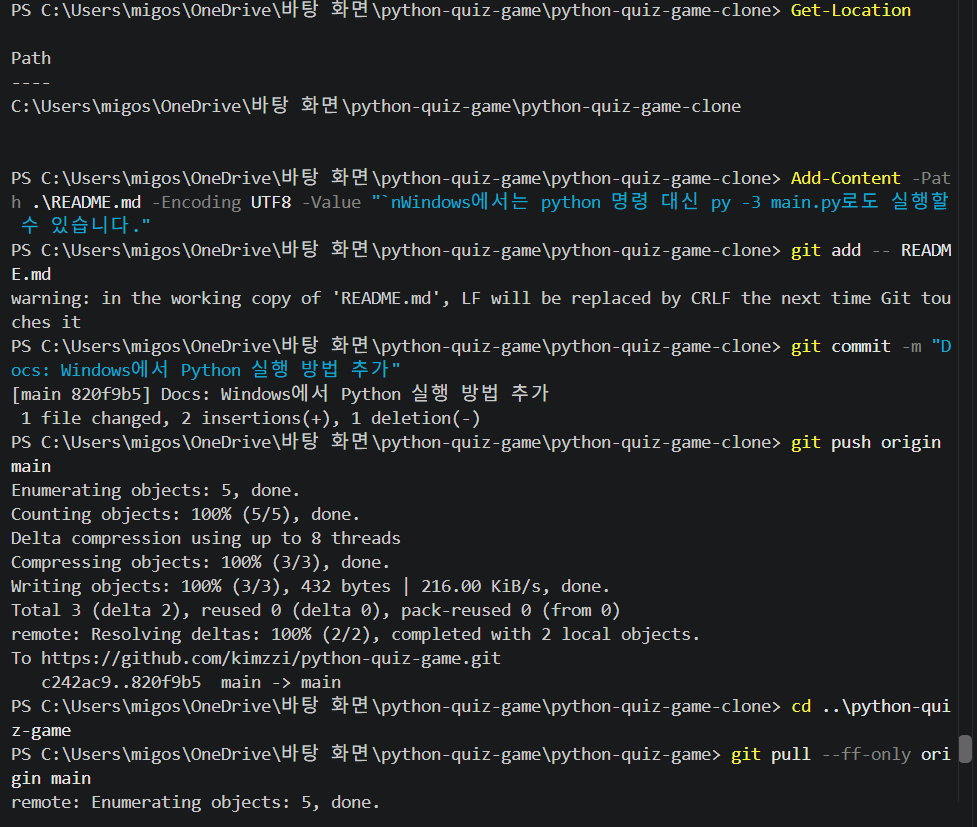 PS C:\Users\migos\OneDrive\바탕 화면\python-quiz-game\python-quiz-game-clone> Get-Location
Path
----
C:\Users\migos\OneDrive\바탕 화면\python-quiz-game\python-quiz-game-clone
PS C:\Users\migos\OneDrive\바탕 화면\python-quiz-game\python-quiz-game-clone> Add-Content -Pat
h .\README.md -Encoding UTF8 -Value "`nWindows에서는 python 명령 대신 py -3 main.py로도 실행할
수 있습니다."
PS C:\Users\migos\OneDrive\바탕 화면\python-quiz-game\python-quiz-game-clone> git add -- READM
E.md
warning: in the working copy of 'README.md', LF will be replaced by CRLF the next time Git tou
ches it
PS C:\Users\migos\OneDrive\바탕 화면\python-quiz-game\python-quiz-game-clone> git commit -m "D
ocs: Windows에서 Python 실행 방법 추가"
[main 820f9b5] Docs: Windows에서 Python 실행 방법 추가
 1 file changed, 2 insertions(+), 1 deletion(-)
PS C:\Users\migos\OneDrive\바탕 화면\python-quiz-game\python-quiz-game-clone> git push origin
main
Enumerating objects: 5, done.
Counting objects: 100% (5/5), done.
Delta compression using up to 8 threads
Compressing objects: 100% (3/3), done.
Writing objects: 100% (3/3), 432 bytes | 216.00 KiB/s, done.
Total 3 (delta 2), reused 0 (delta 0), pack-reused 0 (from 0)
remote: Resolving deltas: 100% (2/2), completed with 2 local objects.
To https://github.com/kimzzi/python-quiz-game.git
   c242ac9..820f9b5  main -> main
PS C:\Users\migos\OneDrive\바탕 화면\python-quiz-game\python-quiz-game-clone> cd ..\python-qui
z-game
PS C:\Users\migos\OneDrive\바탕 화면\python-quiz-game\python-quiz-game> git pull --ff-only ori
gin main
remote: Enumerating objects: 5, done.